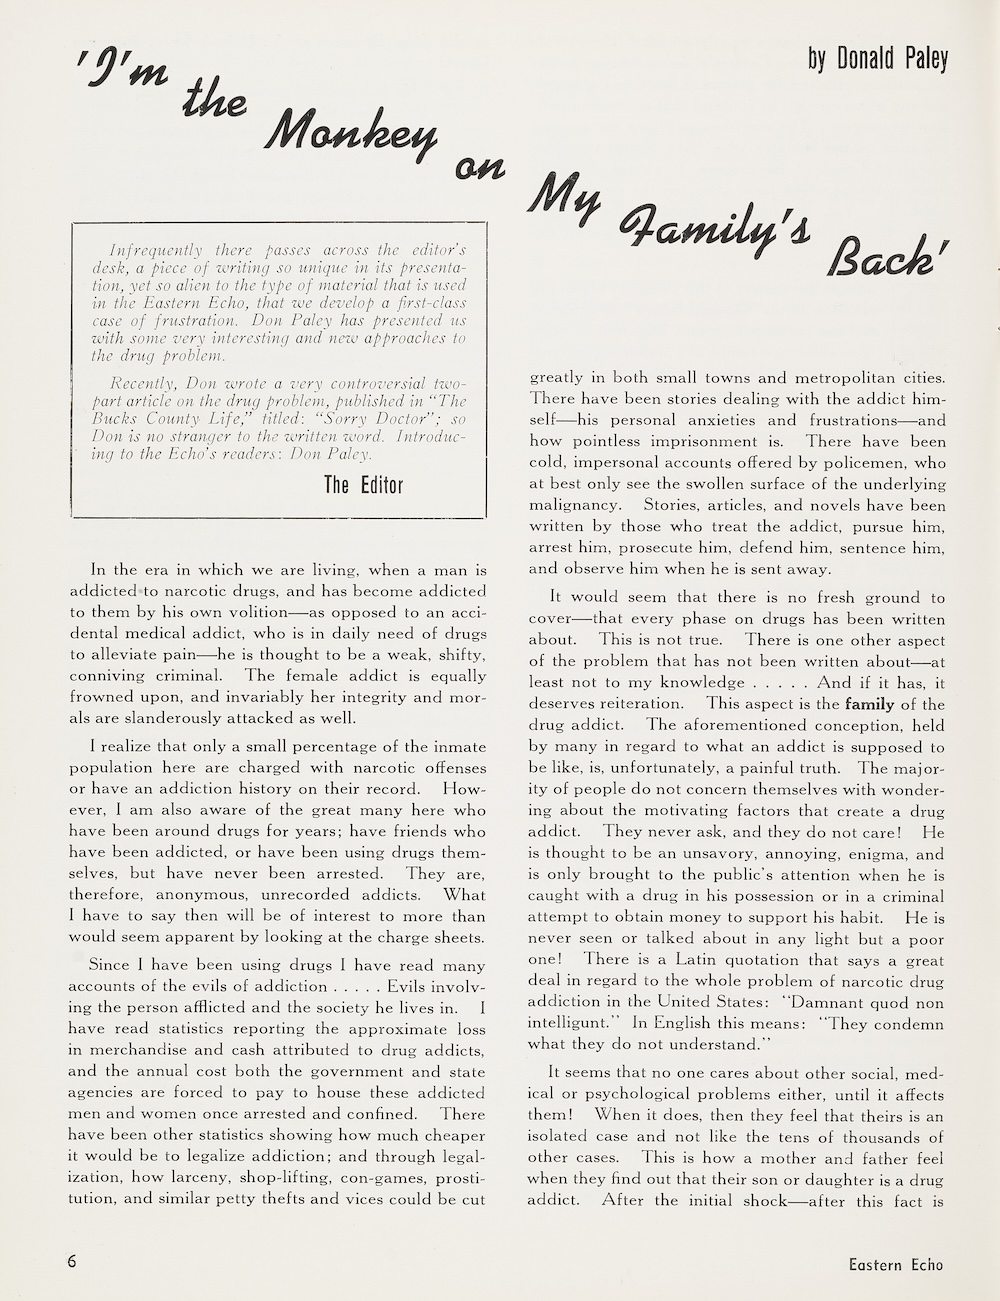 'I'm the Monkey on My Family's Back'
by Donald Paley
Infrequently there passes across the editor's
desk, a piece of writing so unique in its presenta-
tion, yet so alien to the type of material that is used
in the Eastern Echo, that we develop a first-class
case of frustration. Don Paley has presented us
with some very interesting and new approaches to
the drug problem.
Recently, Don wrote a very controversial two-
part article on the drug problem, published in "The
Bucks County Life," titled: "Sorry Doctor"; so
Don is no stranger to the written word. Introduc-
ing to the Echo's readers: Don Paley.
The Editor
In the era in which we are living, when a man is
addicted to narcotic drugs, and has become addicted
to them by his own volition—as opposed to an acci-
dental medical addict, who is in daily need of drugs
to alleviate pain—he is thought to be a weak, shifty,
conniving criminal. The female addict is equally
frowned upon, and invariably her integrity and mor-
als are slanderously attacked as well.
I realize that only a small percentage of the inmate
population here are charged with narcotic offenses
or have an addiction history on their record. How-
ever, I am also aware of the great many here who
have been around drugs for years; have friends who
have been addicted, or have been using drugs them-
selves, but have never been arrested. They are,
therefore, anonymous, unrecorded addicts. What
I have to say then will be of interest to more than
would seem apparent by looking at the charge sheets.
Since I have been using drugs I have read many
accounts of the evils of addiction . . . . . Evils involv-
ing the person afflicted and the society he lives in. I
have read statistics reporting the approximate loss
in merchandise and cash attributed to drug addicts,
and the annual cost both the government and state
agencies are forced to pay to house these addicted
men and women once arrested and confined. There
have been other statistics showing how much cheaper
it would be to legalize addiction; and through legal-
ization, how larceny, shop-lifting, con-games, prosti-
tution, and similar petty thefts and vices could be cut
greatly in both small towns and metropolitan cities.
There have been stories dealing with the addict him-
self—his personal anxieties and frustrations—and
how pointless imprisonment is. There have been
cold, impersonal accounts offered by policemen, who
at best only see the swollen surface of the underlying
malignancy. Stories, articles, and novels have been
written by those who treat the addict, pursue him,
arrest him, prosecute him, defend him, sentence him,
and observe him when he is sent away.
It would seem that there is no fresh ground to
cover—that every phase on drugs has been written
about. This is not true. There is one other aspect
of the problem that has not been written about—at
least not to my knowledge . . . . . And if it has, it
deserves reiteration. This aspect is the family of the
drug addict. The aforementioned conception, held
by many in regard to what an addict is supposed to
be like, is, unfortunately, a painful truth. The major-
ity of people do not concern themselves with wonder-
ing about the motivating factors that create a drug
addict. They never ask, and they do not care! He
is thought to be an unsavory, annoying, enigma, and
is only brought to the public's attention when he is
caught with a drug in his possession or in a criminal
attempt to obtain money to support his habit. He is
never seen or talked about in any light but a poor
one! There is a Latin quotation that says a great
deal in regard to the whole problem of narcotic drug
addiction in the United States: "Damnant quod non
intelligunt." In English this means: "They condemn
what they do not understand."
It seems that no one cares about other social, med-
ical or psychological problems either, until it affects
them! When it does, then they feel that theirs is an
isolated case and not like the tens of thousands of
other cases. This is how a mother and father feel
when they find out that their son or daughter is a drug
addict. After the initial shock—after this fact is
6
Eastern Echo